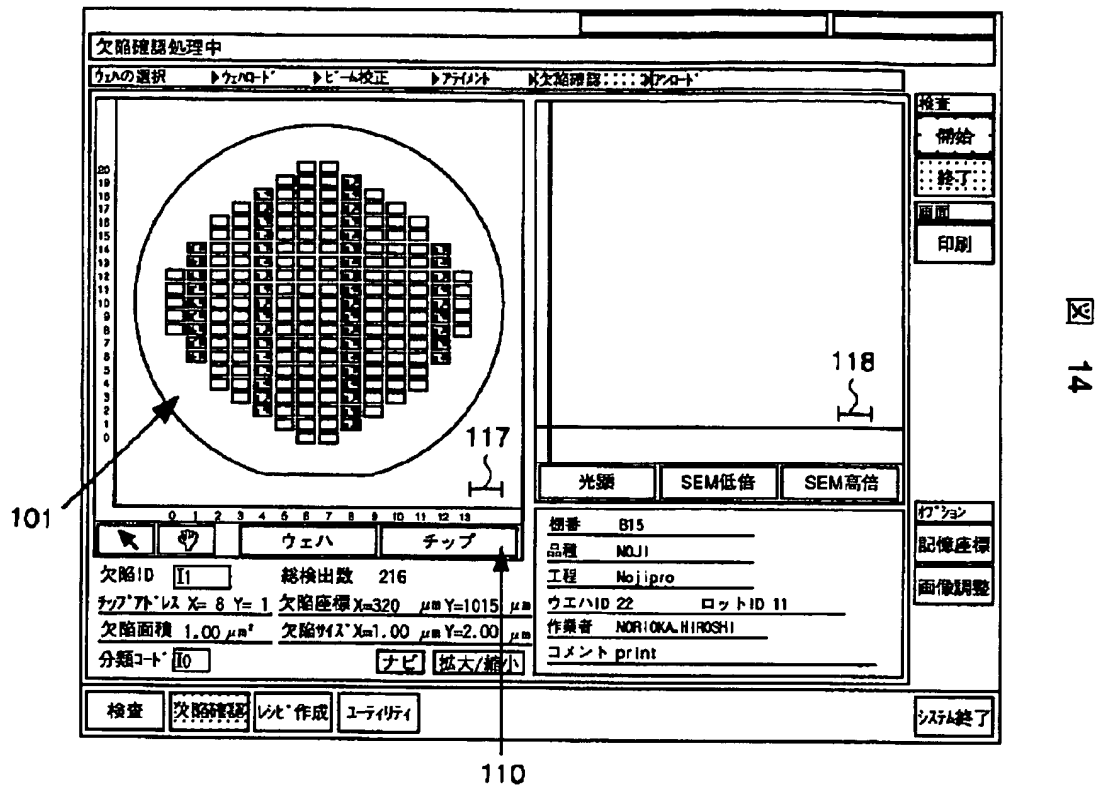 欠陥確認処理中
ウェハの選択 ▶ウェハロード ▶ビーム校正 ▶アライメント ▶欠陥確認 ▶アンロード
検査
開始
終了
画面
印刷
図 14
20
19
18
17
16
15
14
13
12
11
10
9
8
7
6
5
4
3
2
1
0
0 1 2 3 4 5 6 7 8 9 10 11 12 13
117
118
101
光顕 SEM低倍 SEM高倍
ウェハ チップ
欠陥ID I1 総検出数 216
チップアドレス X= 8 Y= 1 欠陥座標 X=320 μm Y=1015 μm
欠陥面積 1.00 μm² 欠陥サイズ X=1.00 μm Y=2.00 μm
分類コード I0 ナビ 拡大/縮小
棚番 B15
品種 NOJI
工程 Nojipro
ウエハID 22 ロットID 11
作業者 NORIOKA.HIROSHI
コメント print
オプション
記憶座標
画像調整
検査 欠陥確認 レシピ作成 ユーティリティ システム終了
110